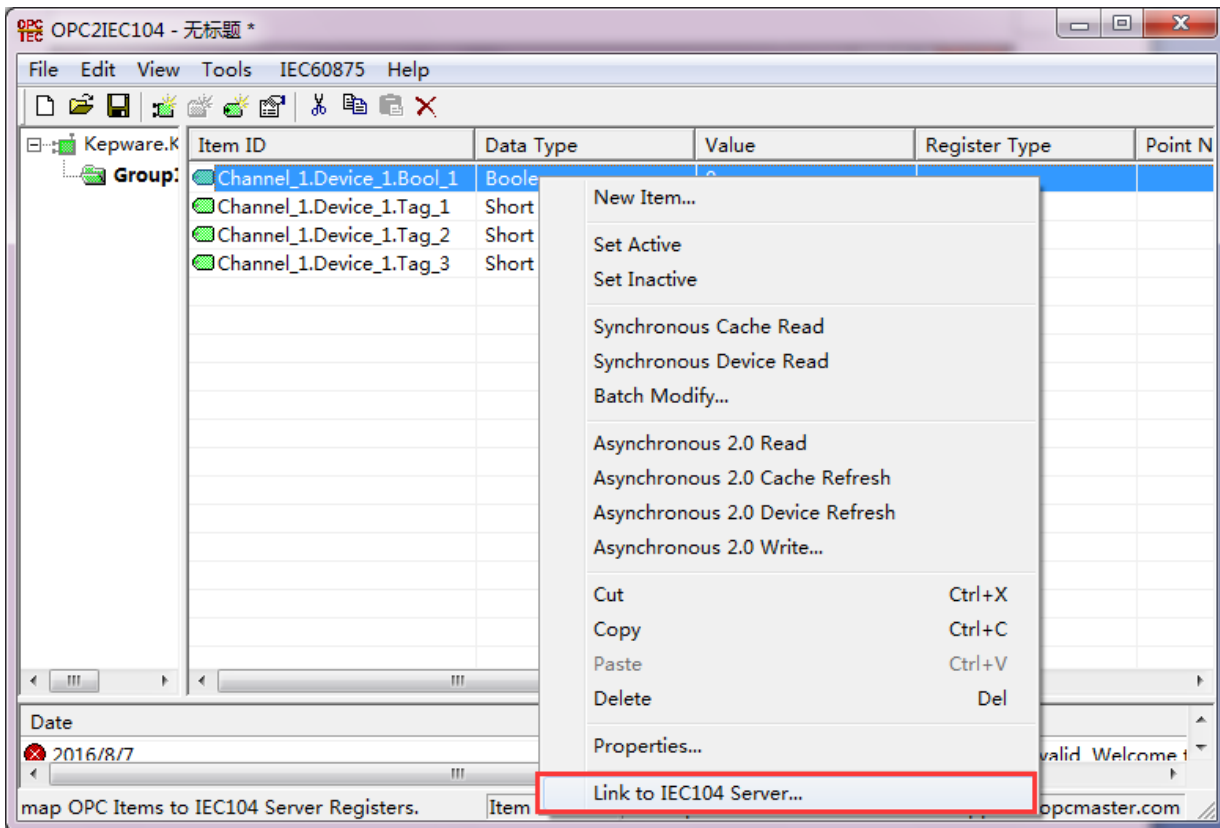 OPC2IEC104 - 无标题 *
File Edit View Tools IEC60875 Help
Kepware.K
Item ID Data Type Value Register Type Point N
Group
Channel_1.Device_1.Bool_1 Boole
Channel_1.Device_1.Tag_1 Short
Channel_1.Device_1.Tag_2 Short
Channel_1.Device_1.Tag_3 Short
New Item...
Set Active
Set Inactive
Synchronous Cache Read
Synchronous Device Read
Batch Modify...
Asynchronous 2.0 Read
Asynchronous 2.0 Cache Refresh
Asynchronous 2.0 Device Refresh
Asynchronous 2.0 Write...
Cut Ctrl+X
Copy Ctrl+C
Paste Ctrl+V
Delete Del
Properties...
Link to IEC104 Server...
Date
2016/8/7 valid Welcome
map OPC Items to IEC104 Server Registers. Item opcmaster.com